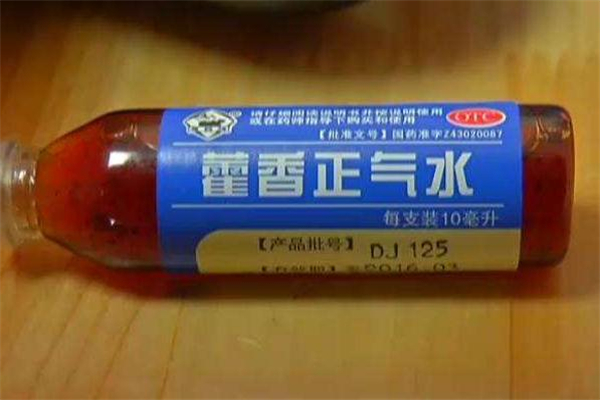 请仔细阅读说明书并按说明使用
或在药师指导下购买和使用
OTC
【批准文号】国药准字Z43020087
藿香正气水
每支装10毫升
【产品批号】 DJ 125